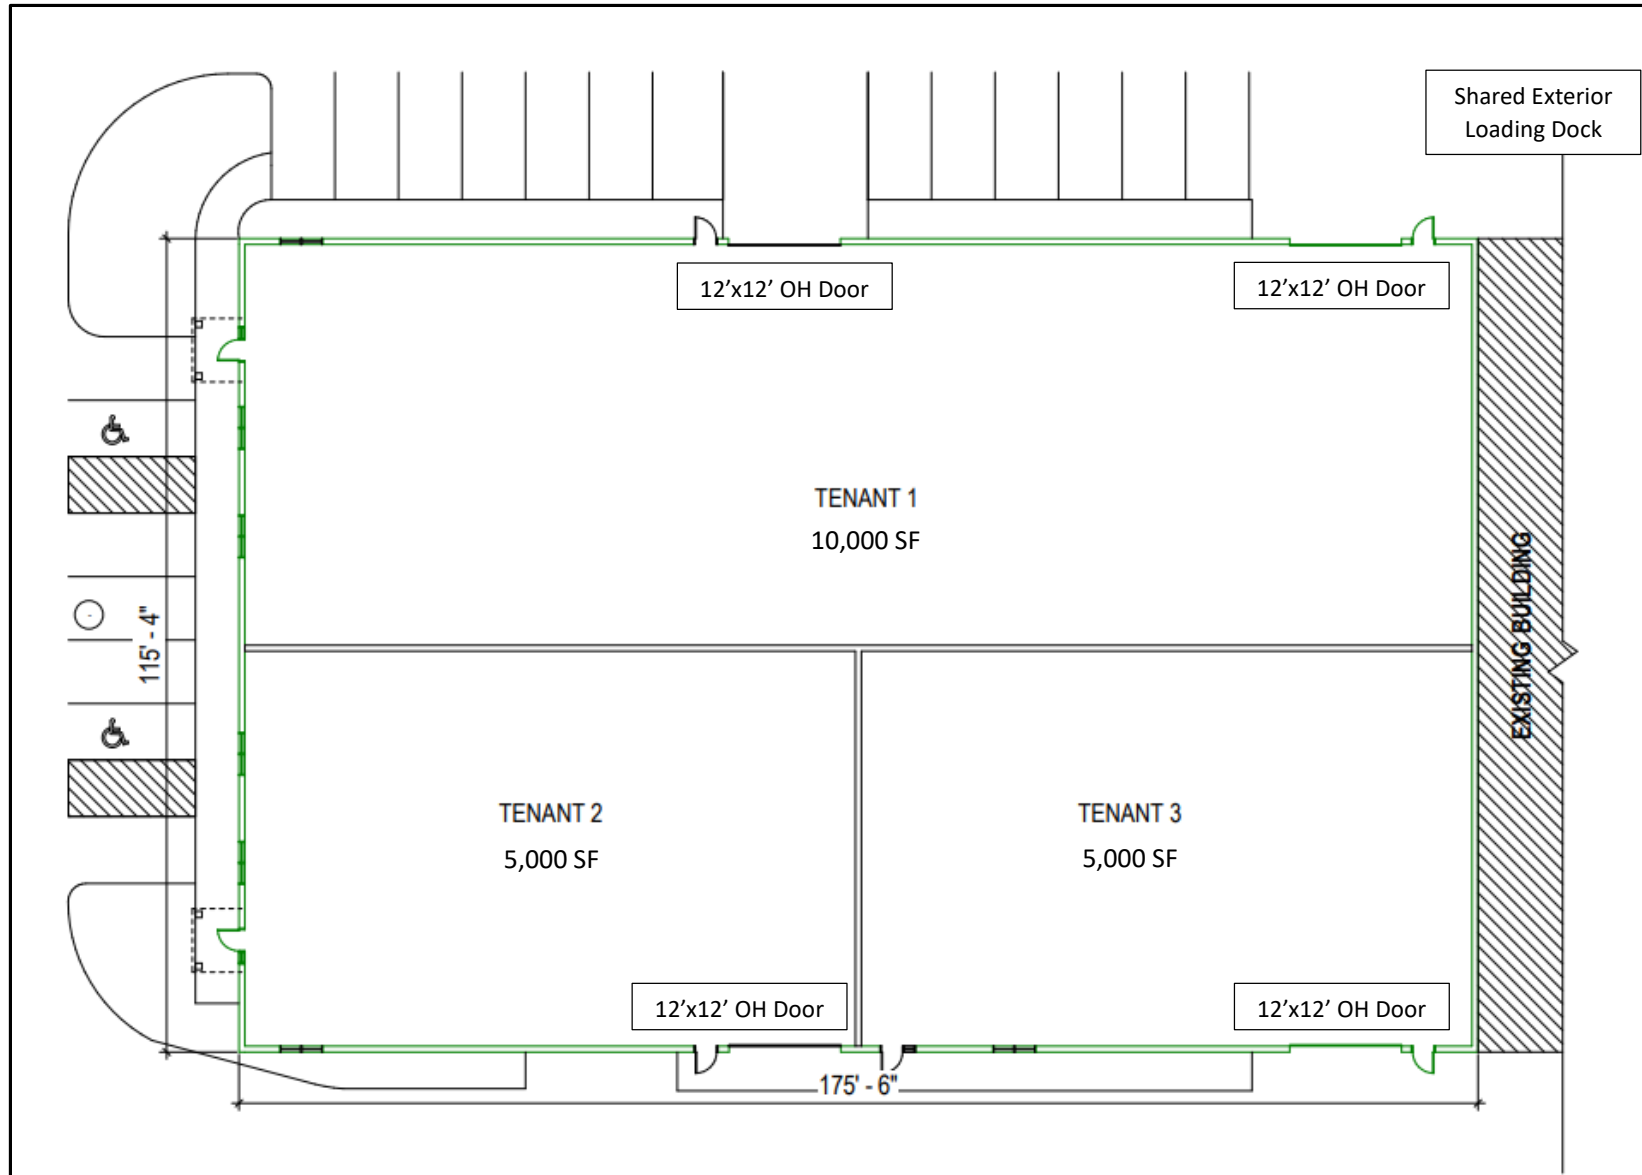 Shared Exterior
Loading Dock
12’x12’ OH Door
12’x12’ OH Door
TENANT 1
10,000 SF
EXISTING BUILDING
115' - 4"
TENANT 2
5,000 SF
TENANT 3
5,000 SF
12’x12’ OH Door
12’x12’ OH Door
175' - 6"